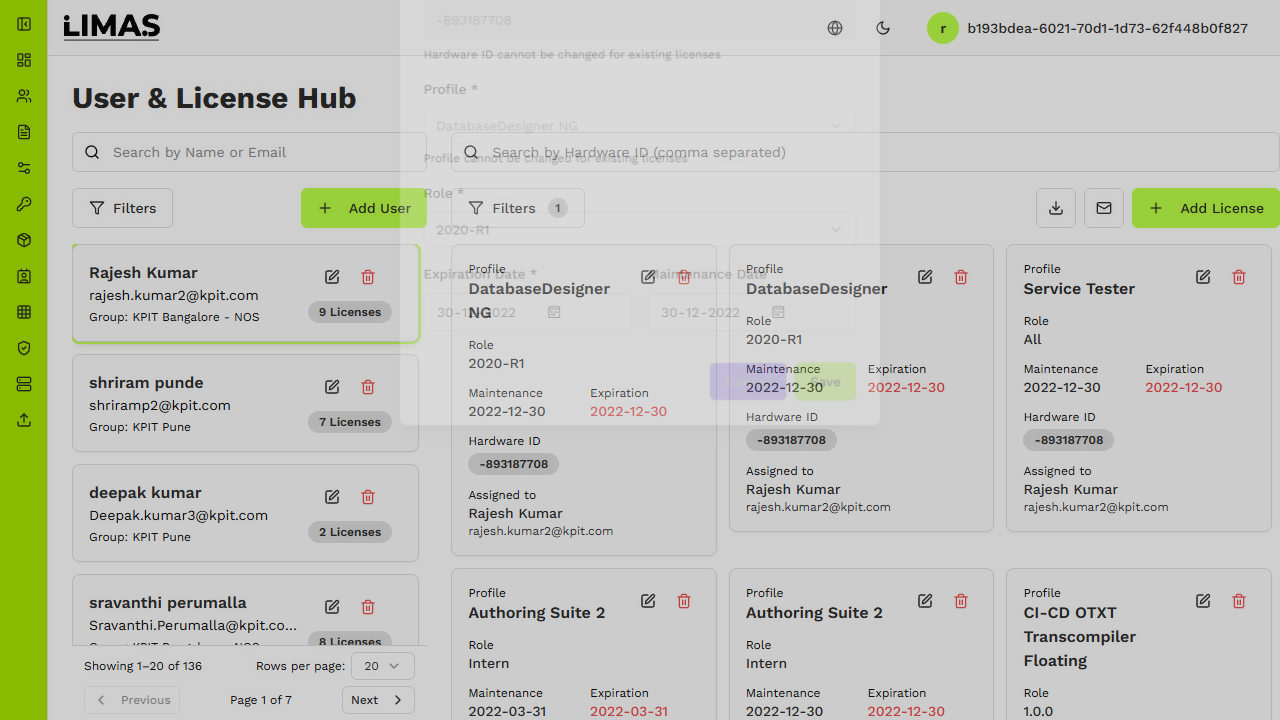 LIMAS
r
b193bdea-6021-70d1-1d73-62f448b0f827
User & License Hub
Search by Name or Email
Filters
Add User
Rajesh Kumar
rajesh.kumar2@kpit.com
Group: KPIT Bangalore - NOS
9 Licenses
shriram punde
shriramp2@kpit.com
Group: KPIT Pune
7 Licenses
deepak kumar
Deepak.kumar3@kpit.com
Group: KPIT Pune
2 Licenses
sravanthi perumalla
Sravanthi.Perumalla@kpit.co...
Group: KPIT Bangalore - NOS
8 Licenses
Showing 1–20 of 136
Rows per page:
20
Previous
Page 1 of 7
Next
Search by Hardware ID (comma separated)
Filters
1
Add License
Profile
DatabaseDesigner
NG
Role
2020-R1
Maintenance
2022-12-30
Expiration
2022-12-30
Hardware ID
-893187708
Assigned to
Rajesh Kumar
rajesh.kumar2@kpit.com
Profile
DatabaseDesigner
Role
2020-R1
Maintenance
2022-12-30
Expiration
2022-12-30
Hardware ID
-893187708
Assigned to
Rajesh Kumar
rajesh.kumar2@kpit.com
Profile
Service Tester
Role
All
Maintenance
2022-12-30
Expiration
2022-12-30
Hardware ID
-893187708
Assigned to
Rajesh Kumar
rajesh.kumar2@kpit.com
Profile
Authoring Suite 2
Role
Intern
Maintenance
2022-03-31
Expiration
2022-03-31
Profile
Authoring Suite 2
Role
Intern
Maintenance
2022-12-30
Expiration
2022-12-30
Profile
CI-CD OTXT
Transcompiler
Floating
Role
1.0.0
-893187708
Hardware ID cannot be changed for existing licenses
Profile *
DatabaseDesigner NG
Profile cannot be changed for existing licenses
Role *
2020-R1
Expiration Date *
30-12-2022
Maintenance Date
30-12-2022
Save